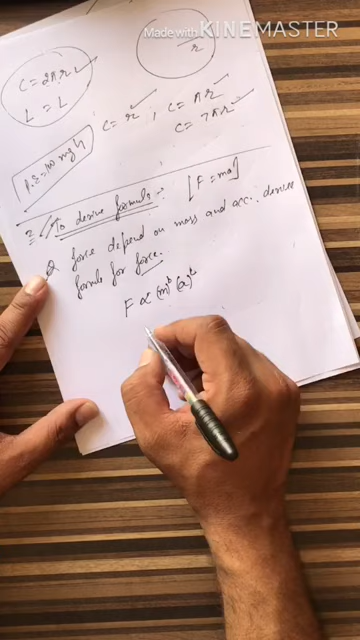 Made with KINEMASTER
C = 2πr ✓
L = L
r
C = r ✓, C = πr ✓
C = 7πr ✓
P.E = 100 mgh
To derive formula :- [F = ma]
Q force depend on mass and acc. derive
formula for force.
F ∝ (m)ᵇ (a)ᵗ